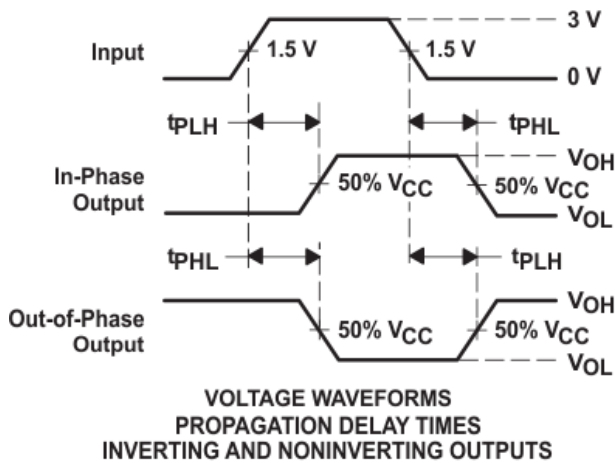 3 V
Input
1.5 V
1.5 V
0 V
tPLH
tPHL
VOH
In-Phase
Output
50% VCC
50% VCC
VOL
tPHL
tPLH
VOH
Out-of-Phase
Output
50% VCC
50% VCC
VOL
VOLTAGE WAVEFORMS
PROPAGATION DELAY TIMES
INVERTING AND NONINVERTING OUTPUTS